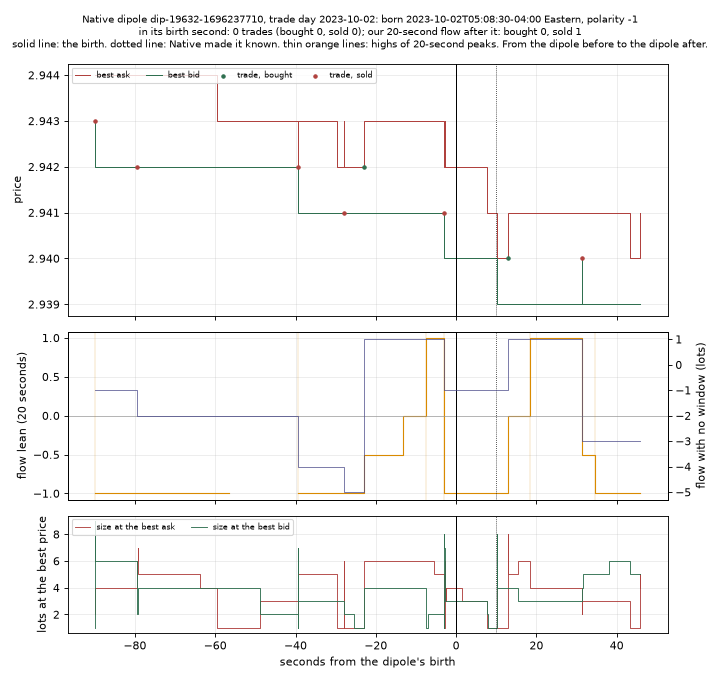 Native dipole dip-19632-1696237710, trade day 2023-10-02: born 2023-10-02T05:08:30-04:00 Eastern, polarity -1
in its birth second: 0 trades (bought 0, sold 0); our 20-second flow after it: bought 0, sold 1
solid line: the birth. dotted line: Native made it known. thin orange lines: highs of 20-second peaks. From the dipole before to the dipole after.
best ask
best bid
trade, bought
trade, sold
2.944
2.943
2.942
2.941
2.940
2.939
price
1.0
0.5
0.0
−0.5
−1.0
flow lean (20 seconds)
1
0
−1
−2
−3
−4
−5
flow with no window (lots)
size at the best ask
size at the best bid
8
6
4
2
lots at the best price
−80
−60
−40
−20
0
20
40
seconds from the dipole's birth